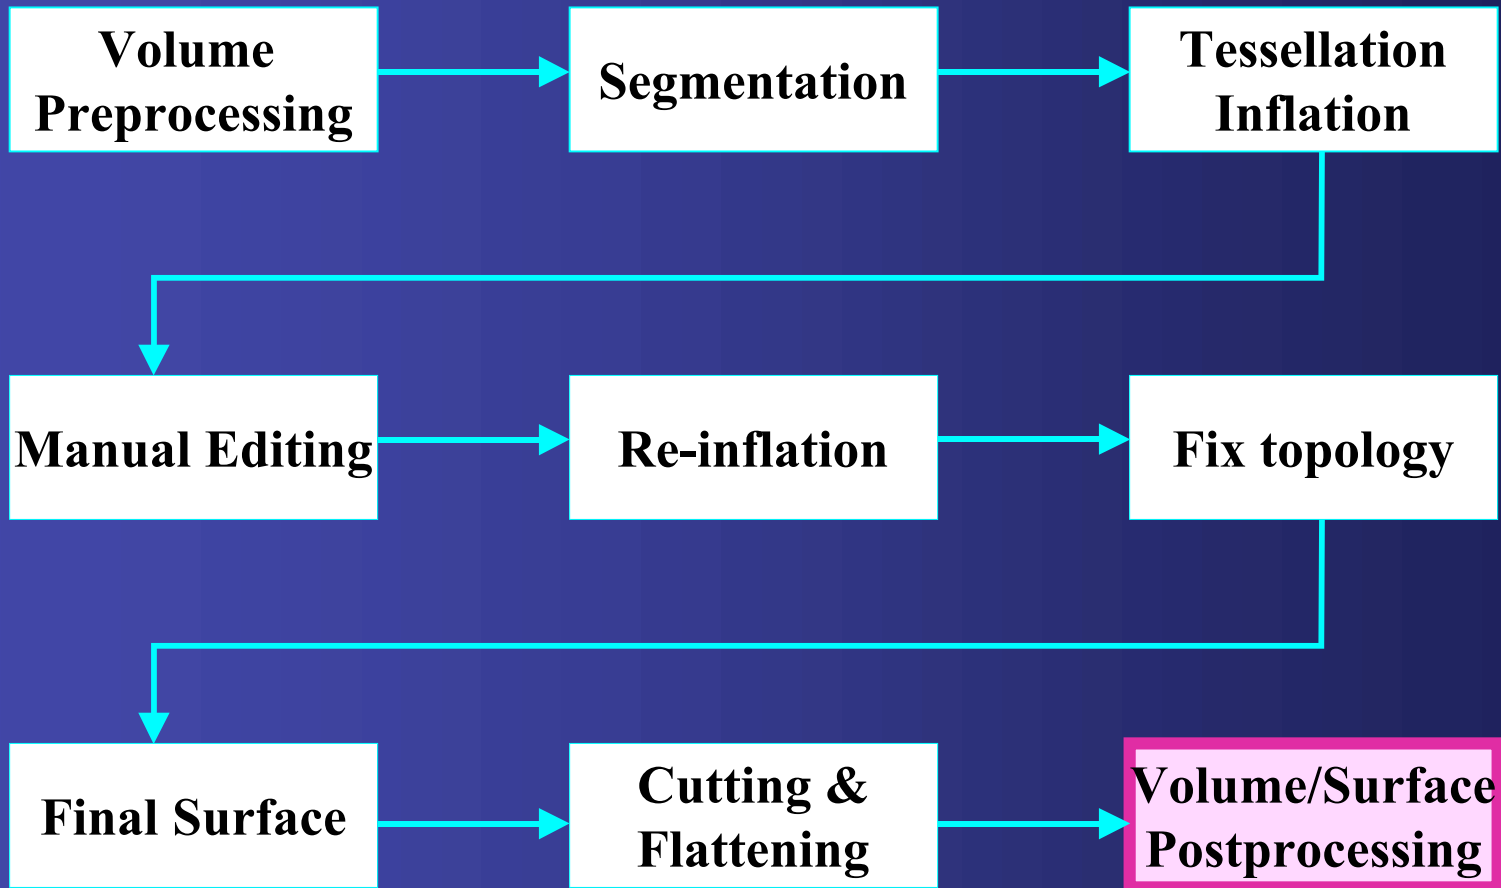 Volume
Preprocessing
Segmentation
Tessellation
Inflation
Manual Editing
Re-inflation
Fix topology
Final Surface
Cutting &
Flattening
Volume/Surface
Postprocessing